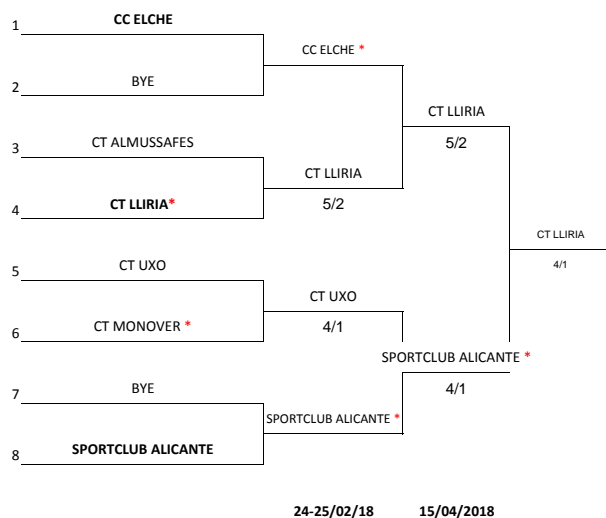 1 CC ELCHE
CC ELCHE *
2 BYE
CT LLIRIA
5/2
3 CT ALMUSSAFES
CT LLIRIA
5/2
4 CT LLIRIA*
CT LLIRIA
4/1
5 CT UXO
CT UXO
4/1
6 CT MONOVER *
SPORTCLUB ALICANTE *
4/1
7 BYE
SPORTCLUB ALICANTE *
8 SPORTCLUB ALICANTE
24-25/02/18 15/04/2018